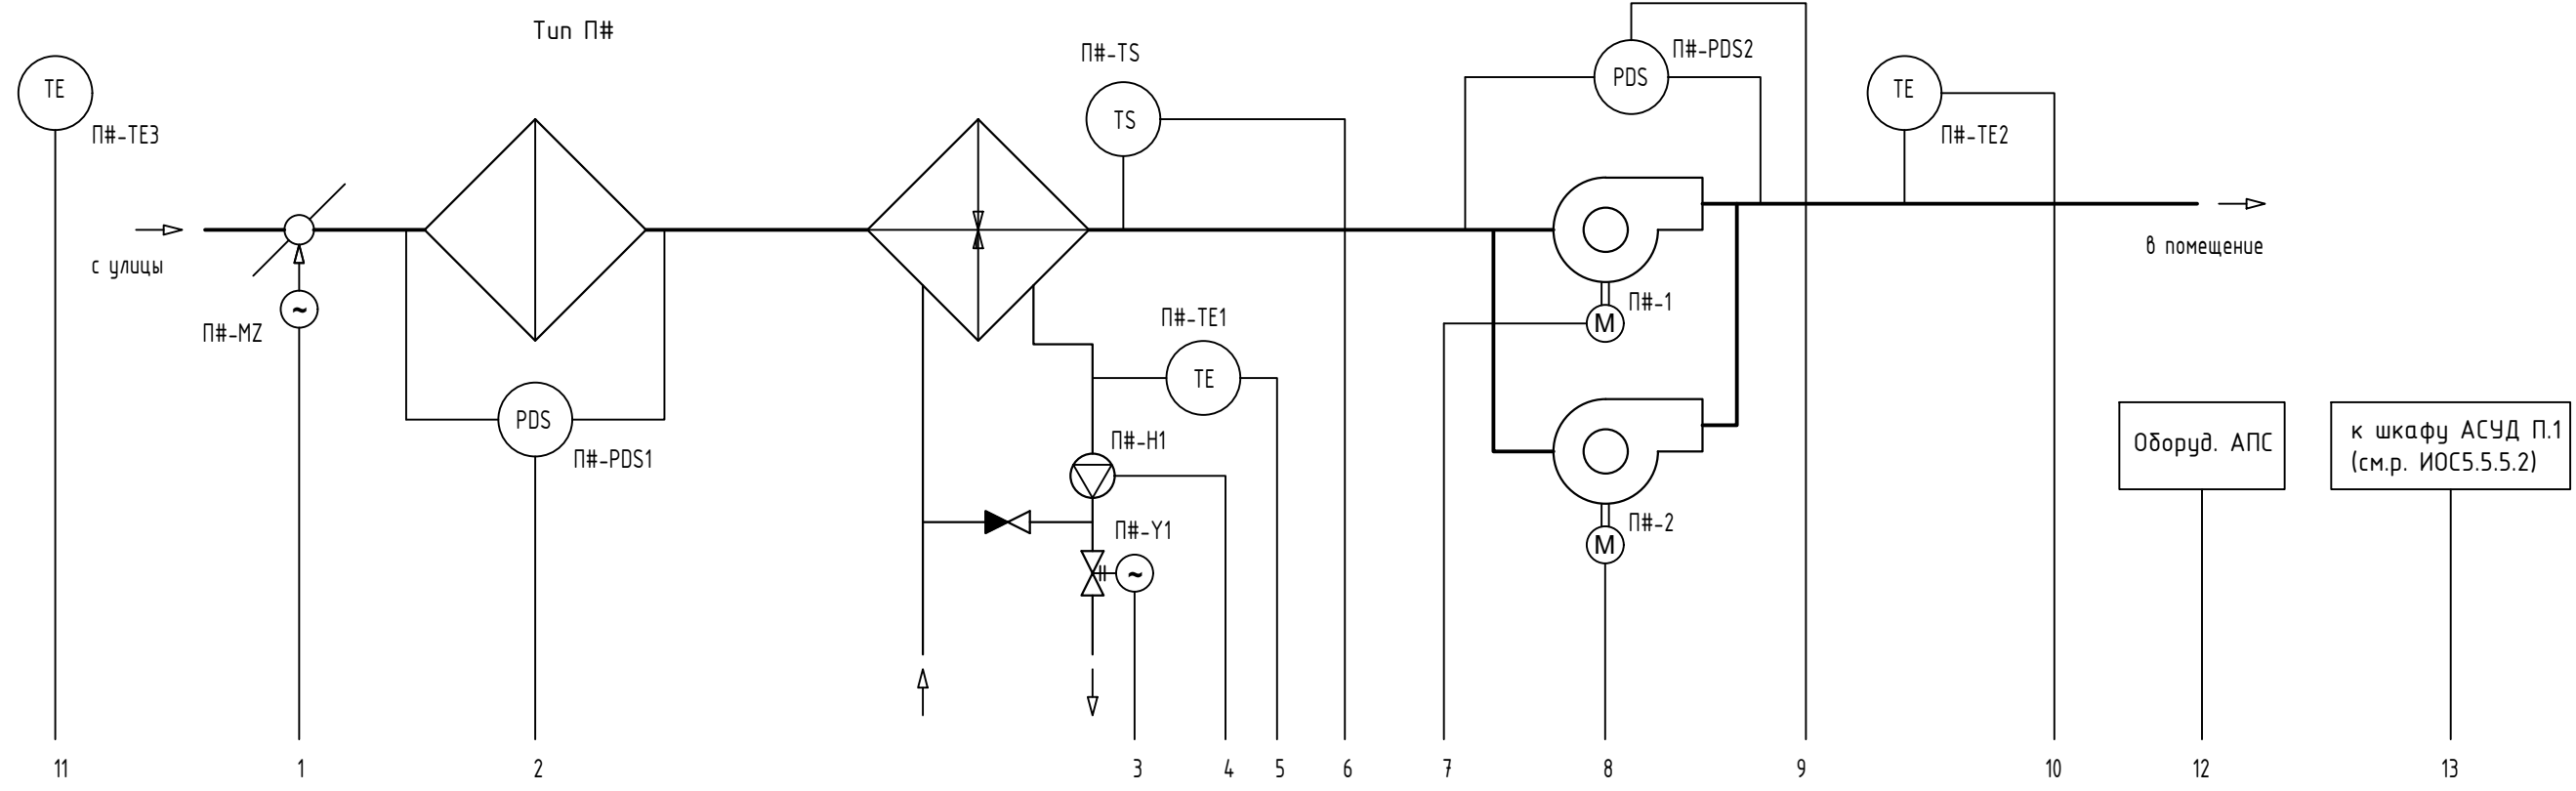 Тип П#
TE
П#-TE3
с улицы
П#-MZ
~
PDS
П#-PDS1
П#-TS
TS
П#-TE1
TE
П#-H1
П#-Y1
~
PDS
П#-PDS2
П#-1
M
П#-2
M
TE
П#-TE2
в помещение
Оборуд. АПС
к шкафу АСУД П.1
(см.р. ИОС5.5.5.2)
11
1
2
3
4
5
6
7
8
9
10
12
13